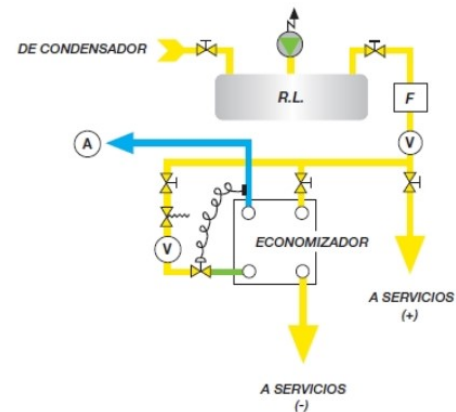 DE CONDENSADOR
R.L.
F
V
A
ECONOMIZADOR
V
A SERVICIOS
(+)
A SERVICIOS
(-)